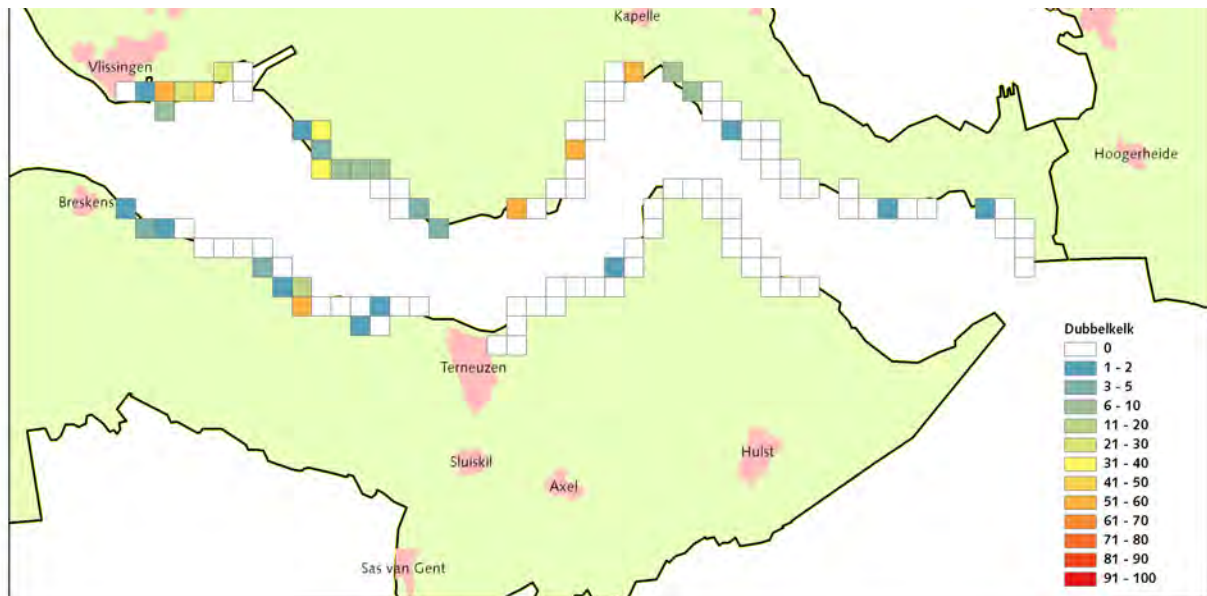 Kapelle
Vlissingen
Hoogerheide
Breskens
Terneuzen
Sluiskil
Axel
Hulst
Sas van Gent
Dubbelkelk
0
1 - 2
3 - 5
6 - 10
11 - 20
21 - 30
31 - 40
41 - 50
51 - 60
61 - 70
71 - 80
81 - 90
91 - 100